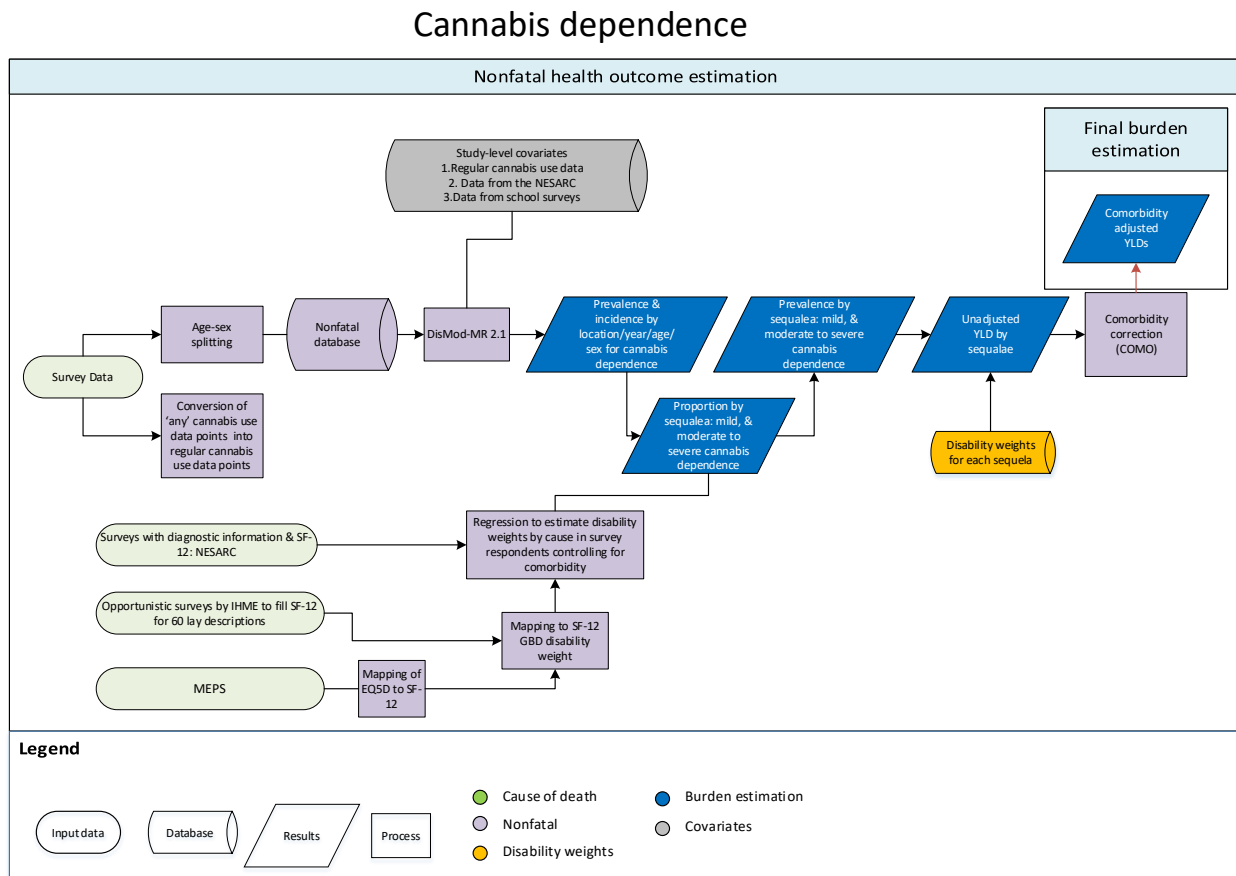 Cannabis dependence
Nonfatal health outcome estimation
Final burden
estimation
Study-level covariates
1.Regular cannabis use data
2. Data from the NESARC
3.Data from school surveys
Comorbidity
adjusted
YLDs
Survey Data
Age-sex
splitting
Nonfatal
database
DisMod-MR 2.1
Prevalence &
incidence by
location/year/age/
sex for cannabis
dependence
Prevalence by
sequalea: mild, &
moderate to severe
cannabis
dependence
Unadjusted
YLD by
sequalae
Comorbidity
correction
(COMO)
Conversion of
‘any’ cannabis use
data points into
regular cannabis
use data points
Proportion by
sequalea: mild, &
moderate to
severe cannabis
dependence
Disability weights
for each sequela
Surveys with diagnostic information & SF-
12: NESARC
Regression to estimate disability
weights by cause in survey
respondents controlling for
comorbidity
Opportunistic surveys by IHME to fill SF-12
for 60 lay descriptions
Mapping to SF-12
GBD disability
weight
MEPS
Mapping of
EQ5D to SF-
12
Legend
Input data
Database
Results
Process
Cause of death
Nonfatal
Disability weights
Burden estimation
Covariates